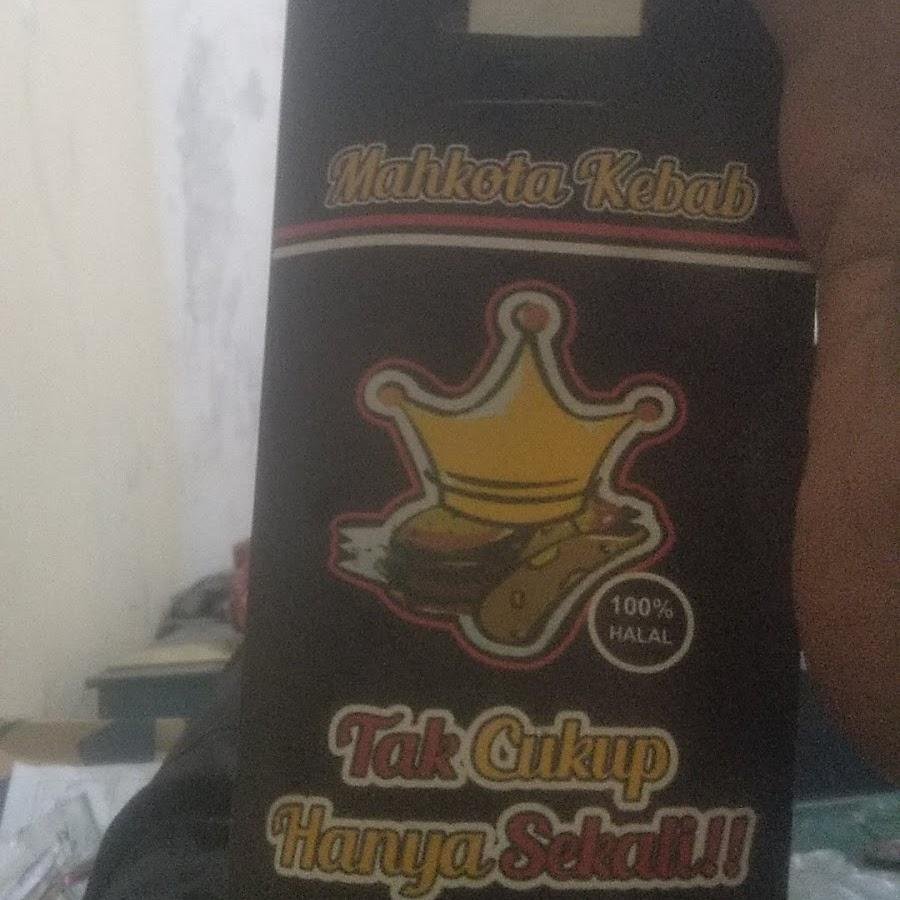 Mahkota Kebab
100%
HALAL
Tak Cukup
Hanya Sekali!!